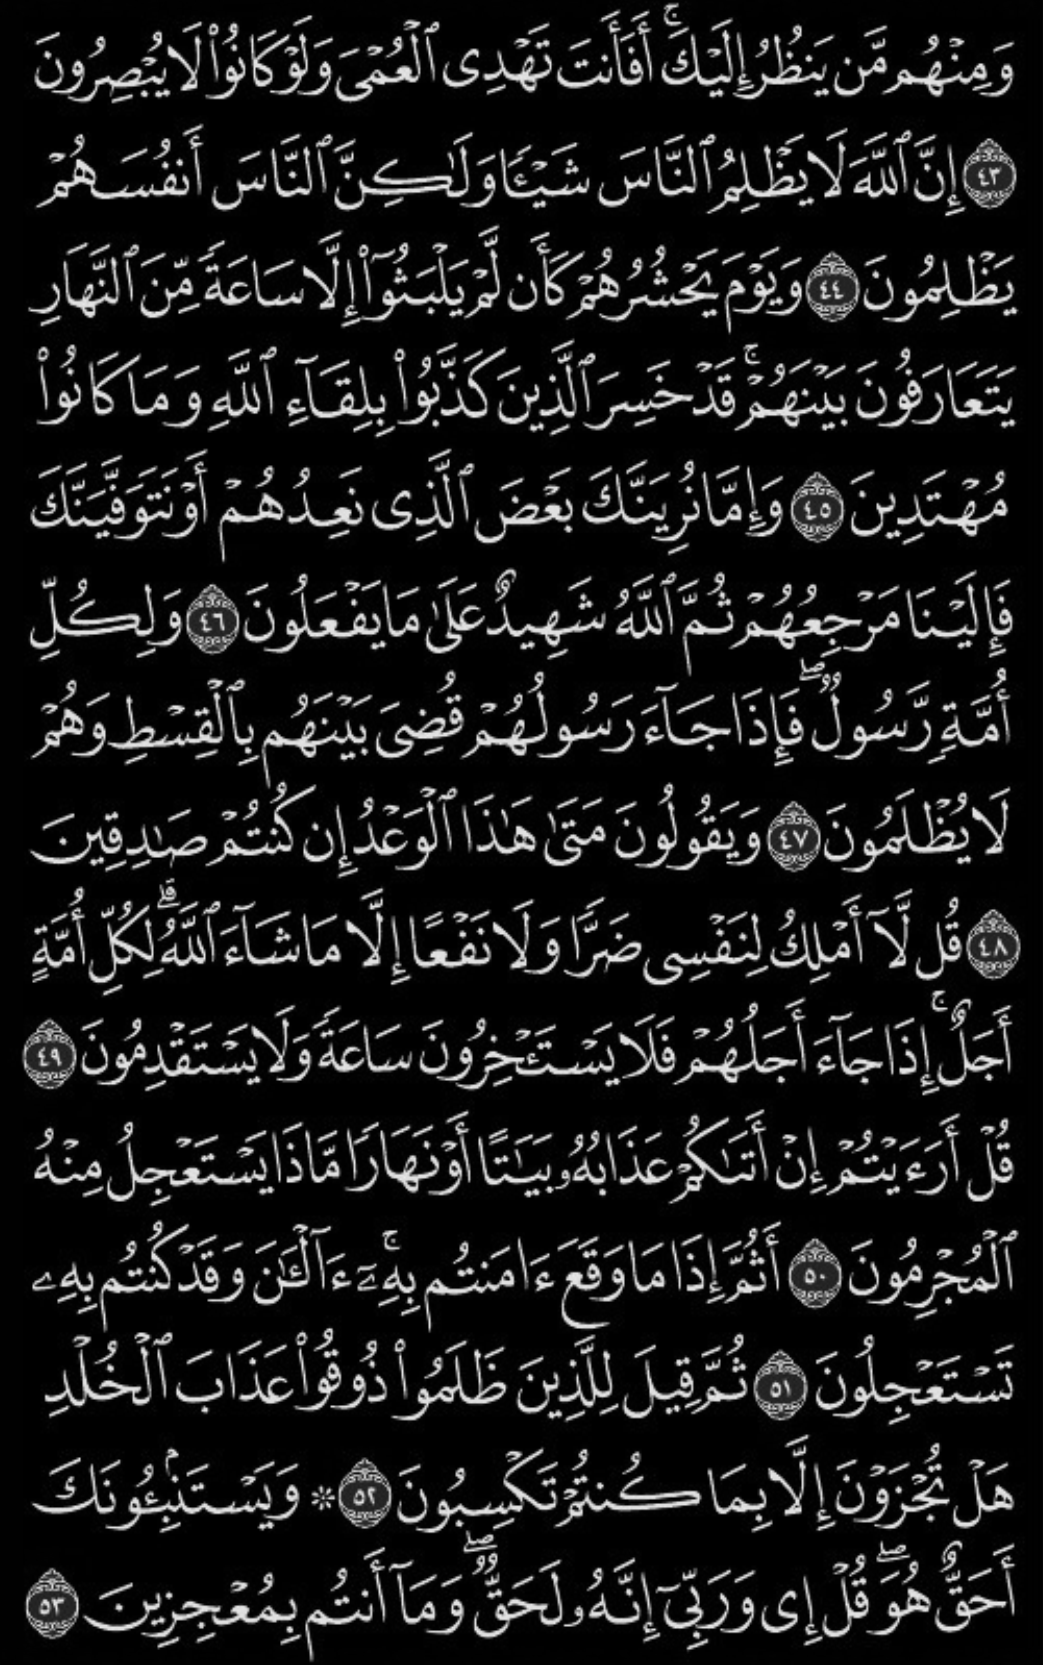 وَمِنْهُم مَّن يَنظُرُ إِلَيْكَ ۚ أَفَأَنتَ تَهْدِى ٱلْعُمْىَ وَلَوْ كَانُوا۟ لَا يُبْصِرُونَ
٤٣ إِنَّ ٱللَّهَ لَا يَظْلِمُ ٱلنَّاسَ شَيْـًٔا وَلَـٰكِنَّ ٱلنَّاسَ أَنفُسَهُمْ
يَظْلِمُونَ ٤٤ وَيَوْمَ يَحْشُرُهُمْ كَأَن لَّمْ يَلْبَثُوٓا۟ إِلَّا سَاعَةً مِّنَ ٱلنَّهَارِ
يَتَعَارَفُونَ بَيْنَهُمْ ۚ قَدْ خَسِرَ ٱلَّذِينَ كَذَّبُوا۟ بِلِقَآءِ ٱللَّهِ وَمَا كَانُوا۟
مُهْتَدِينَ ٤٥ وَإِمَّا نُرِيَنَّكَ بَعْضَ ٱلَّذِى نَعِدُهُمْ أَوْ نَتَوَفَّيَنَّكَ
فَإِلَيْنَا مَرْجِعُهُمْ ثُمَّ ٱللَّهُ شَهِيدٌ عَلَىٰ مَا يَفْعَلُونَ ٤٦ وَلِكُلِّ
أُمَّةٍ رَّسُولٌ ۖ فَإِذَا جَآءَ رَسُولُهُمْ قُضِىَ بَيْنَهُم بِٱلْقِسْطِ وَهُمْ
لَا يُظْلَمُونَ ٤٧ وَيَقُولُونَ مَتَىٰ هَـٰذَا ٱلْوَعْدُ إِن كُنتُمْ صَـٰدِقِينَ
٤٨ قُل لَّآ أَمْلِكُ لِنَفْسِى ضَرًّا وَلَا نَفْعًا إِلَّا مَا شَآءَ ٱللَّهُ ۗ لِكُلِّ أُمَّةٍ
أَجَلٌ ۚ إِذَا جَآءَ أَجَلُهُمْ فَلَا يَسْتَـْٔخِرُونَ سَاعَةً وَلَا يَسْتَقْدِمُونَ ٤٩
قُلْ أَرَءَيْتُمْ إِنْ أَتَىٰكُمْ عَذَابُهُۥ بَيَـٰتًا أَوْ نَهَارًا مَّاذَا يَسْتَعْجِلُ مِنْهُ
ٱلْمُجْرِمُونَ ٥٠ أَثُمَّ إِذَا مَا وَقَعَ ءَامَنتُم بِهِۦٓ ۚ ءَآلْـَٔـٰنَ وَقَدْ كُنتُم بِهِۦ
تَسْتَعْجِلُونَ ٥١ ثُمَّ قِيلَ لِلَّذِينَ ظَلَمُوا۟ ذُوقُوا۟ عَذَابَ ٱلْخُلْدِ
هَلْ تُجْزَوْنَ إِلَّا بِمَا كُنتُمْ تَكْسِبُونَ ٥٢ ۞ وَيَسْتَنۢبِـُٔونَكَ
أَحَقٌّ هُوَ ۖ قُلْ إِى وَرَبِّىٓ إِنَّهُۥ لَحَقٌّ ۖ وَمَآ أَنتُم بِمُعْجِزِينَ ٥٣